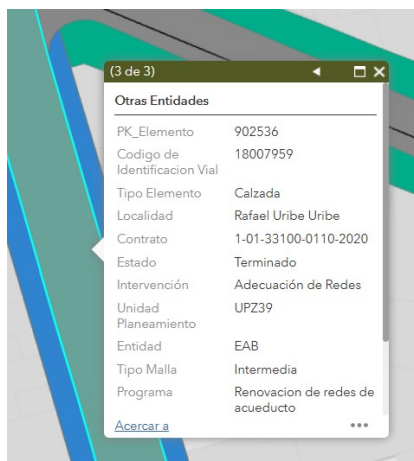 (3 de 3)
Otras Entidades
PK_Elemento 902536
Codigo de 18007959
Identificacion Vial
Tipo Elemento Calzada
Localidad Rafael Uribe Uribe
Contrato 1-01-33100-0110-2020
Estado Terminado
Intervención Adecuación de Redes
Unidad UPZ39
Planeamiento
Entidad EAB
Tipo Malla Intermedia
Programa Renovacion de redes de
acueducto
Acercar a